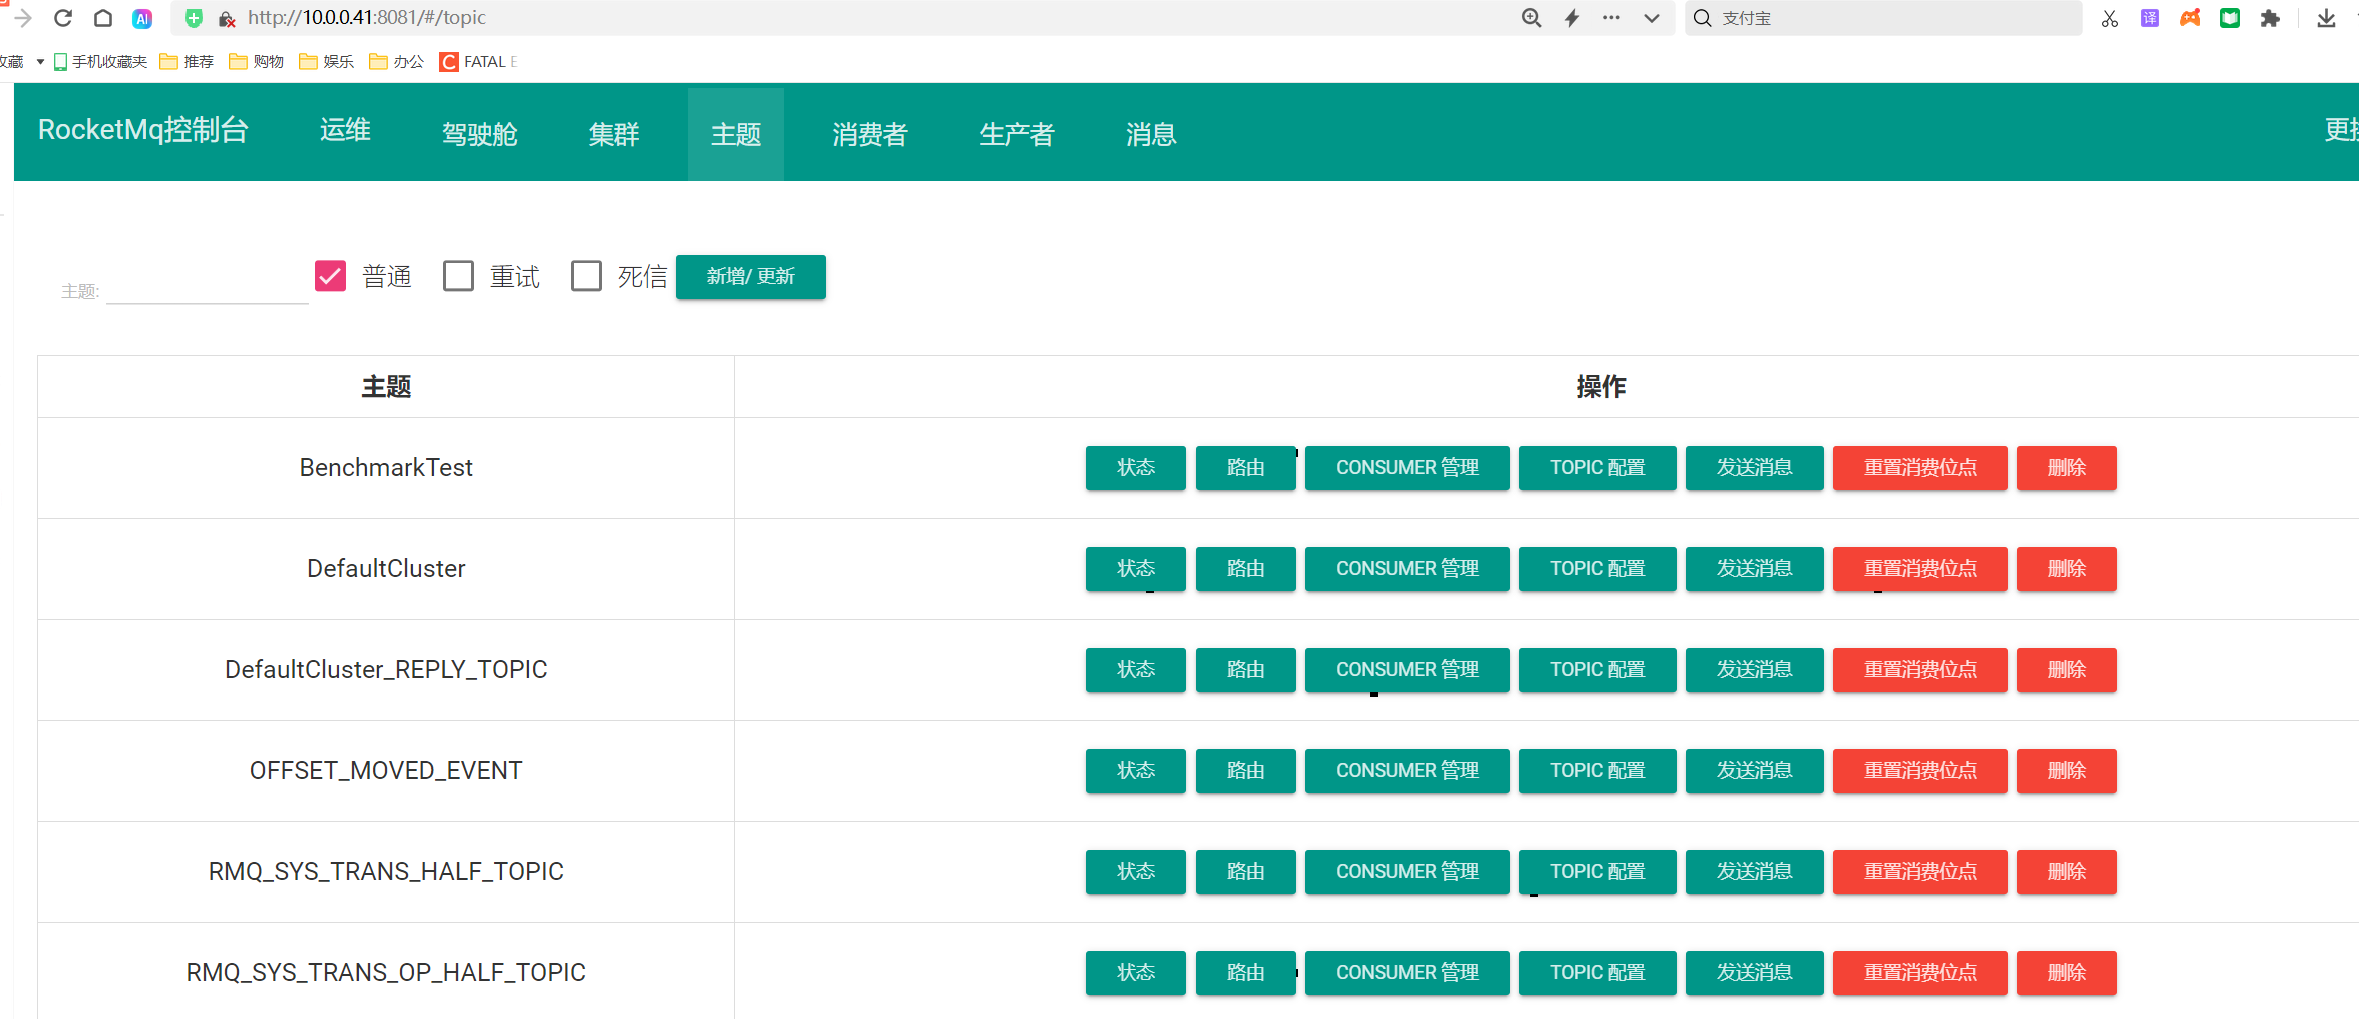 http://10.0.0.41:8081/#/topic 支付宝 译
收藏 手机收藏夹 推荐 购物 娱乐 办公 C FATAL E
RocketMq控制台 运维 驾驶舱 集群 主题 消费者 生产者 消息 更换
主题: 普通 重试 死信 新增/ 更新
主题 操作
BenchmarkTest 状态 路由 CONSUMER 管理 TOPIC 配置 发送消息 重置消费位点 删除
DefaultCluster 状态 路由 CONSUMER 管理 TOPIC 配置 发送消息 重置消费位点 删除
DefaultCluster_REPLY_TOPIC 状态 路由 CONSUMER 管理 TOPIC 配置 发送消息 重置消费位点 删除
OFFSET_MOVED_EVENT 状态 路由 CONSUMER 管理 TOPIC 配置 发送消息 重置消费位点 删除
RMQ_SYS_TRANS_HALF_TOPIC 状态 路由 CONSUMER 管理 TOPIC 配置 发送消息 重置消费位点 删除
RMQ_SYS_TRANS_OP_HALF_TOPIC 状态 路由 CONSUMER 管理 TOPIC 配置 发送消息 重置消费位点 删除